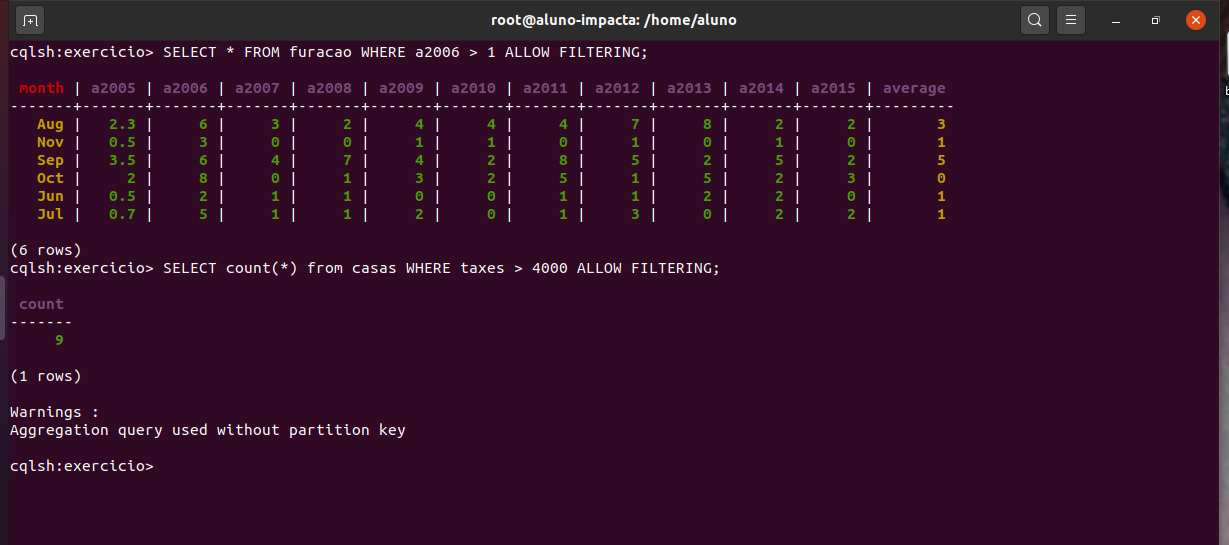 root@aluno-impacta: /home/aluno
cqlsh:exercicio> SELECT * FROM furacao WHERE a2006 > 1 ALLOW FILTERING;
 month | a2005 | a2006 | a2007 | a2008 | a2009 | a2010 | a2011 | a2012 | a2013 | a2014 | a2015 | average
-------+-------+-------+-------+-------+-------+-------+-------+-------+-------+-------+-------+---------
   Aug |   2.3 |     6 |     3 |     2 |     4 |     4 |     4 |     7 |     8 |     2 |     2 |       3
   Nov |   0.5 |     3 |     0 |     0 |     1 |     1 |     0 |     1 |     0 |     1 |     0 |       1
   Sep |   3.5 |     6 |     4 |     7 |     4 |     2 |     8 |     5 |     2 |     5 |     2 |       5
   Oct |     2 |     8 |     0 |     1 |     3 |     2 |     5 |     1 |     5 |     2 |     3 |       0
   Jun |   0.5 |     2 |     1 |     1 |     0 |     0 |     1 |     1 |     2 |     2 |     0 |       1
   Jul |   0.7 |     5 |     1 |     1 |     2 |     0 |     1 |     3 |     0 |     2 |     2 |       1
(6 rows)
cqlsh:exercicio> SELECT count(*) from casas WHERE taxes > 4000 ALLOW FILTERING;
 count
-------
     9
(1 rows)
Warnings :
Aggregation query used without partition key
cqlsh:exercicio>